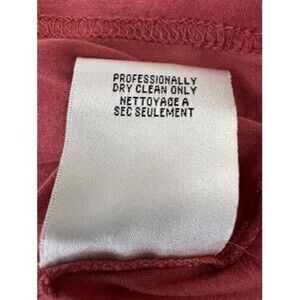 PROFESSIONALLY
DRY CLEAN ONLY
NETTOYAGE A
SEC SEULEMENT